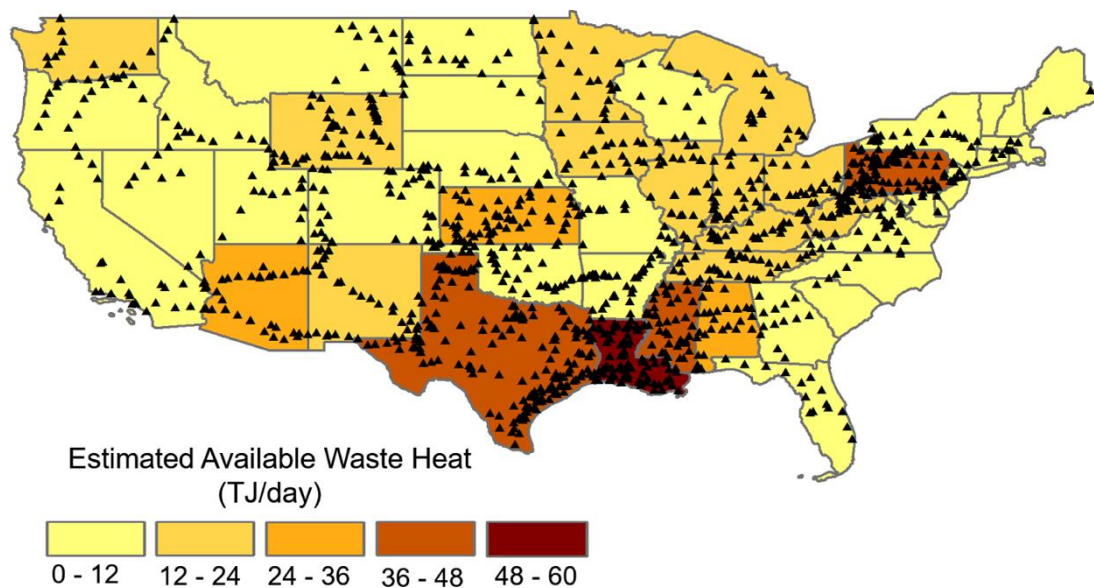 Estimated Available Waste Heat
(TJ/day)
0 - 12 12 - 24 24 - 36 36 - 48 48 - 60